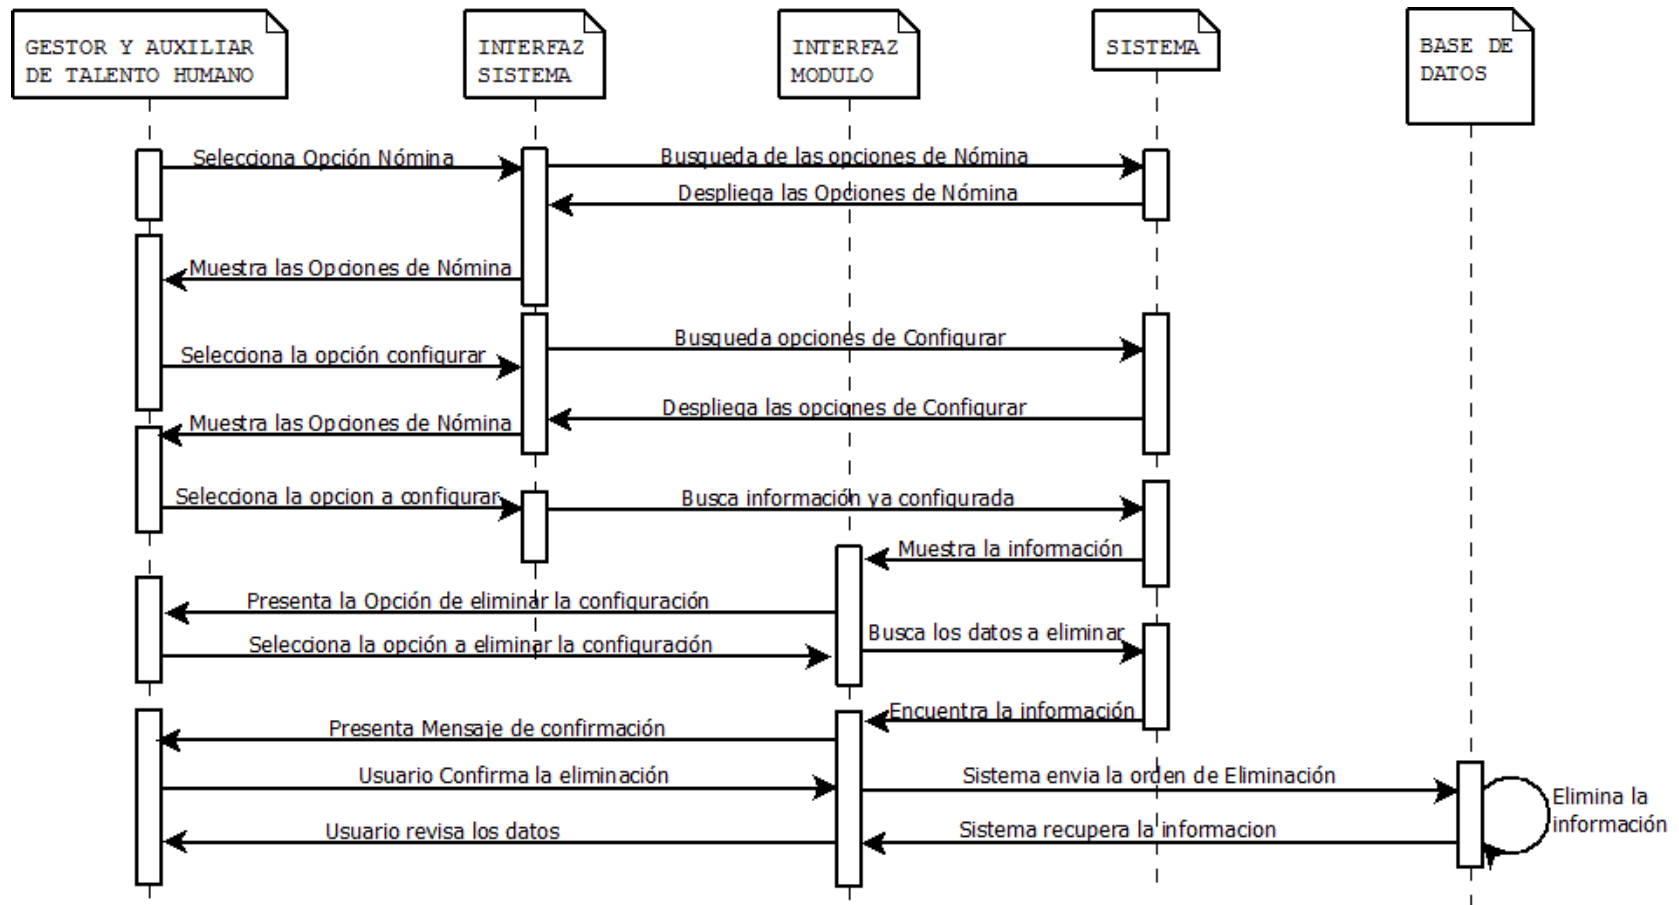 GESTOR Y AUXILIAR
DE TALENTO HUMANO
INTERFAZ
SISTEMA
INTERFAZ
MODULO
SISTEMA
BASE DE
DATOS
Selecciona Opción Nómina
Busqueda de las opciones de Nómina
Despliega las Opciones de Nómina
Muestra las Opciones de Nómina
Busqueda opciones de Configurar
Selecciona la opción configurar
Despliega las opciones de Configurar
Muestra las Opciones de Nómina
Selecciona la opcion a configurar
Busca información ya configurada
Muestra la información
Presenta la Opción de eliminar la configuración
Busca los datos a eliminar
Selecciona la opción a eliminar la configuración
Encuentra la información
Presenta Mensaje de confirmación
Usuario Confirma la eliminación
Sistema envia la orden de Eliminación
Elimina la
información
Usuario revisa los datos
Sistema recupera la informacion